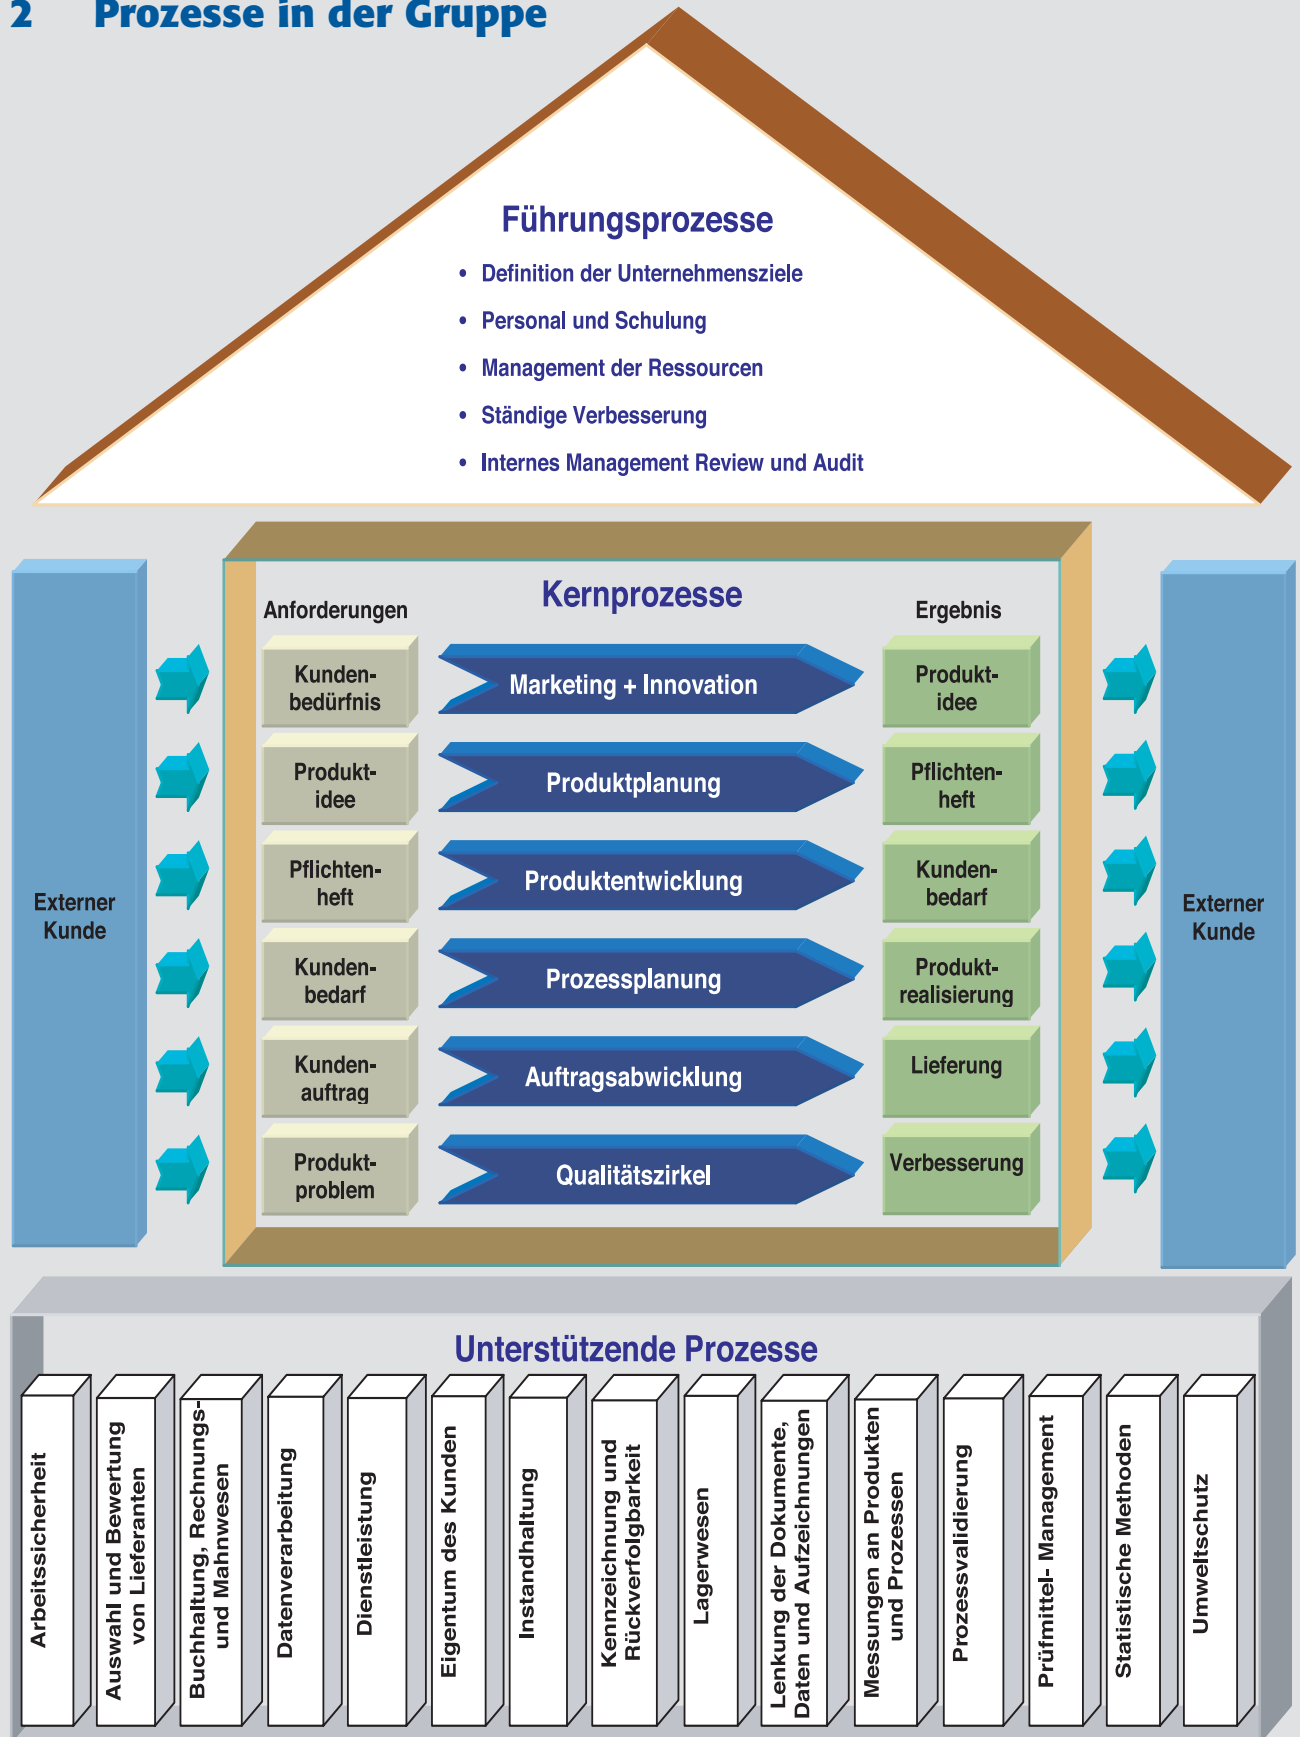 2 Prozesse in der Gruppe
Führungsprozesse
• Definition der Unternehmensziele
• Personal und Schulung
• Management der Ressourcen
• Ständige Verbesserung
• Internes Management Review und Audit
Kernprozesse
Anforderungen
Ergebnis
Externer
Kunde
Kunden-
bedürfnis
Marketing + Innovation
Produkt-
idee
Produkt-
idee
Produktplanung
Pflichten-
heft
Pflichten-
heft
Produktentwicklung
Kunden-
bedarf
Kunden-
bedarf
Prozessplanung
Produkt-
realisierung
Kunden-
auftrag
Auftragsabwicklung
Lieferung
Produkt-
problem
Qualitätszirkel
Verbesserung
Externer
Kunde
Unterstützende Prozesse
Arbeitssicherheit
Auswahl und Bewertung
von Lieferanten
Buchhaltung, Rechnungs-
und Mahnwesen
Datenverarbeitung
Dienstleistung
Eigentum des Kunden
Instandhaltung
Kennzeichnung und
Rückverfolgbarkeit
Lagerwesen
Lenkung der Dokumente,
Daten und Aufzeichnungen
Messungen an Produkten
und Prozessen
Prozessvalidierung
Prüfmittel- Management
Statistische Methoden
Umweltschutz